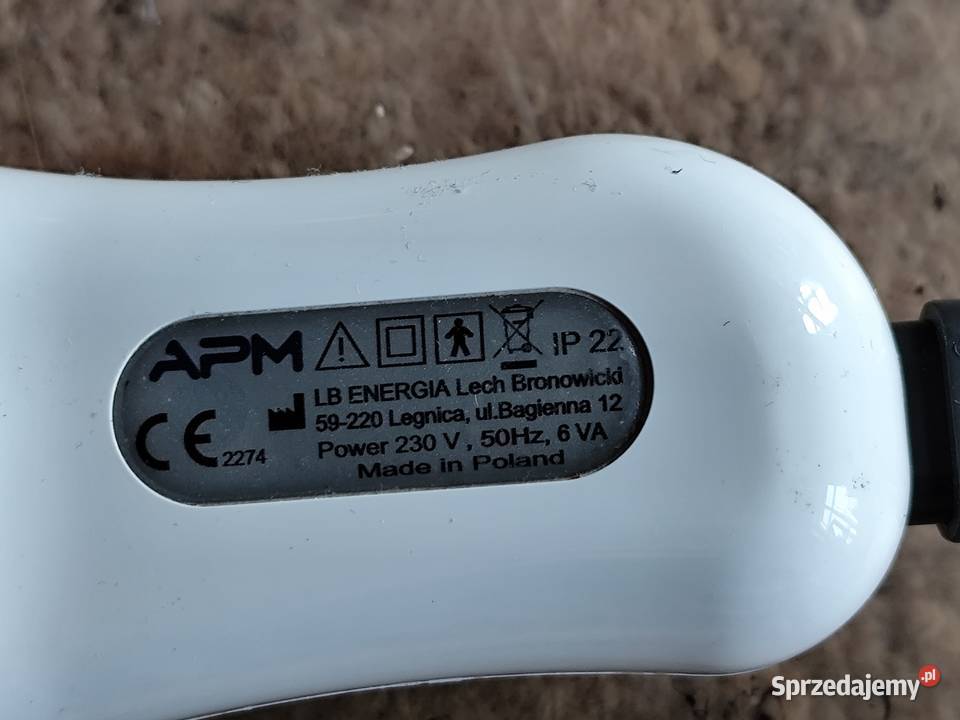 APM
IP 22
LB ENERGIA Lech Bronowicki
59-220 Legnica, ul.Bagienna 12
CE 2274
Power 230 V , 50Hz, 6 VA
Made in Poland
Sprzedajemy.pl